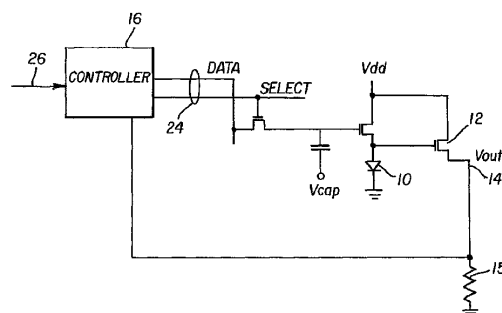 16
26
CONTROLLER
DATA
24
SELECT
Vdd
12
Vout
14
10
Vcap
15